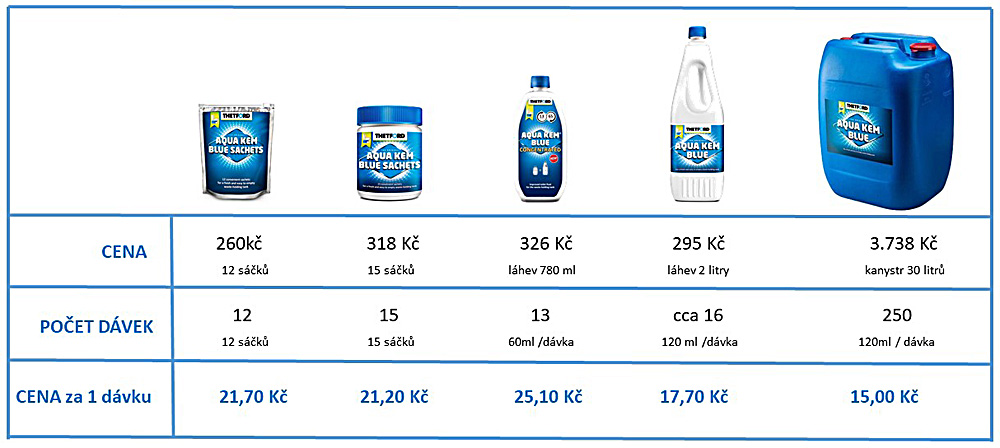 THETFORD
AQUA KEM
BLUE SACHETS
THETFORD
AQUA KEM
BLUE SACHETS
THETFORD
AQUA KEM
BLUE
CONCENTRATED
THETFORD
AQUA KEM
BLUE
THETFORD
AQUA KEM
BLUE
CENA
260kč
318 Kč
326 Kč
295 Kč
3.738 Kč
12 sáčků
15 sáčků
láhev 780 ml
láhev 2 litry
kanystr 30 litrů
POČET DÁVEK
12
15
13
cca 16
250
12 sáčků
15 sáčků
60ml /dávka
120 ml /dávka
120ml / dávka
CENA za 1 dávku
21,70 Kč
21,20 Kč
25,10 Kč
17,70 Kč
15,00 Kč